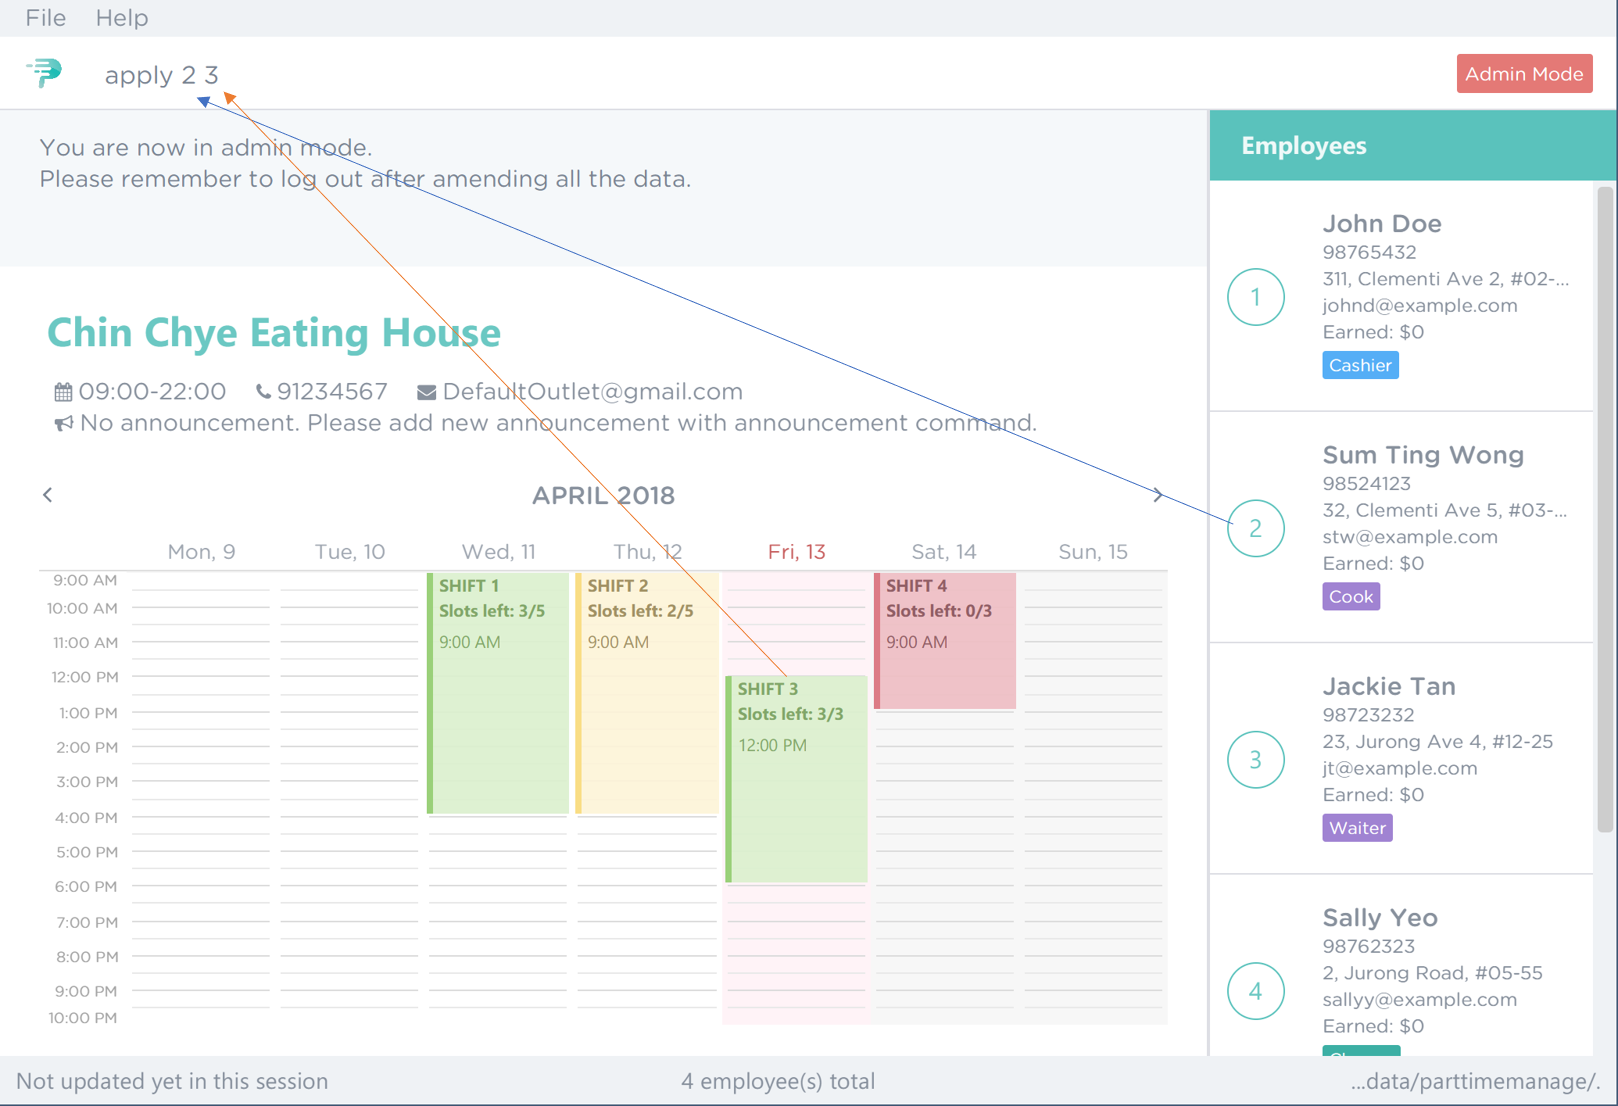 File Help
apply 2 3
Admin Mode
You are now in admin mode.
Please remember to log out after amending all the data.
Chin Chye Eating House
09:00-22:00 91234567 DefaultOutlet@gmail.com
No announcement. Please add new announcement with announcement command.
APRIL 2018
Mon, 9 Tue, 10 Wed, 11 Thu, 12 Fri, 13 Sat, 14 Sun, 15
9:00 AM
10:00 AM
11:00 AM
12:00 PM
1:00 PM
2:00 PM
3:00 PM
4:00 PM
5:00 PM
6:00 PM
7:00 PM
8:00 PM
9:00 PM
10:00 PM
SHIFT 1
Slots left: 3/5
9:00 AM
SHIFT 2
Slots left: 2/5
9:00 AM
SHIFT 3
Slots left: 3/3
12:00 PM
SHIFT 4
Slots left: 0/3
9:00 AM
Employees
1
John Doe
98765432
311, Clementi Ave 2, #02-...
johnd@example.com
Earned: $0
Cashier
2
Sum Ting Wong
98524123
32, Clementi Ave 5, #03-...
stw@example.com
Earned: $0
Cook
3
Jackie Tan
98723232
23, Jurong Ave 4, #12-25
jt@example.com
Earned: $0
Waiter
4
Sally Yeo
98762323
2, Jurong Road, #05-55
sallyy@example.com
Earned: $0
Not updated yet in this session
4 employee(s) total
...data/parttimemanage/.